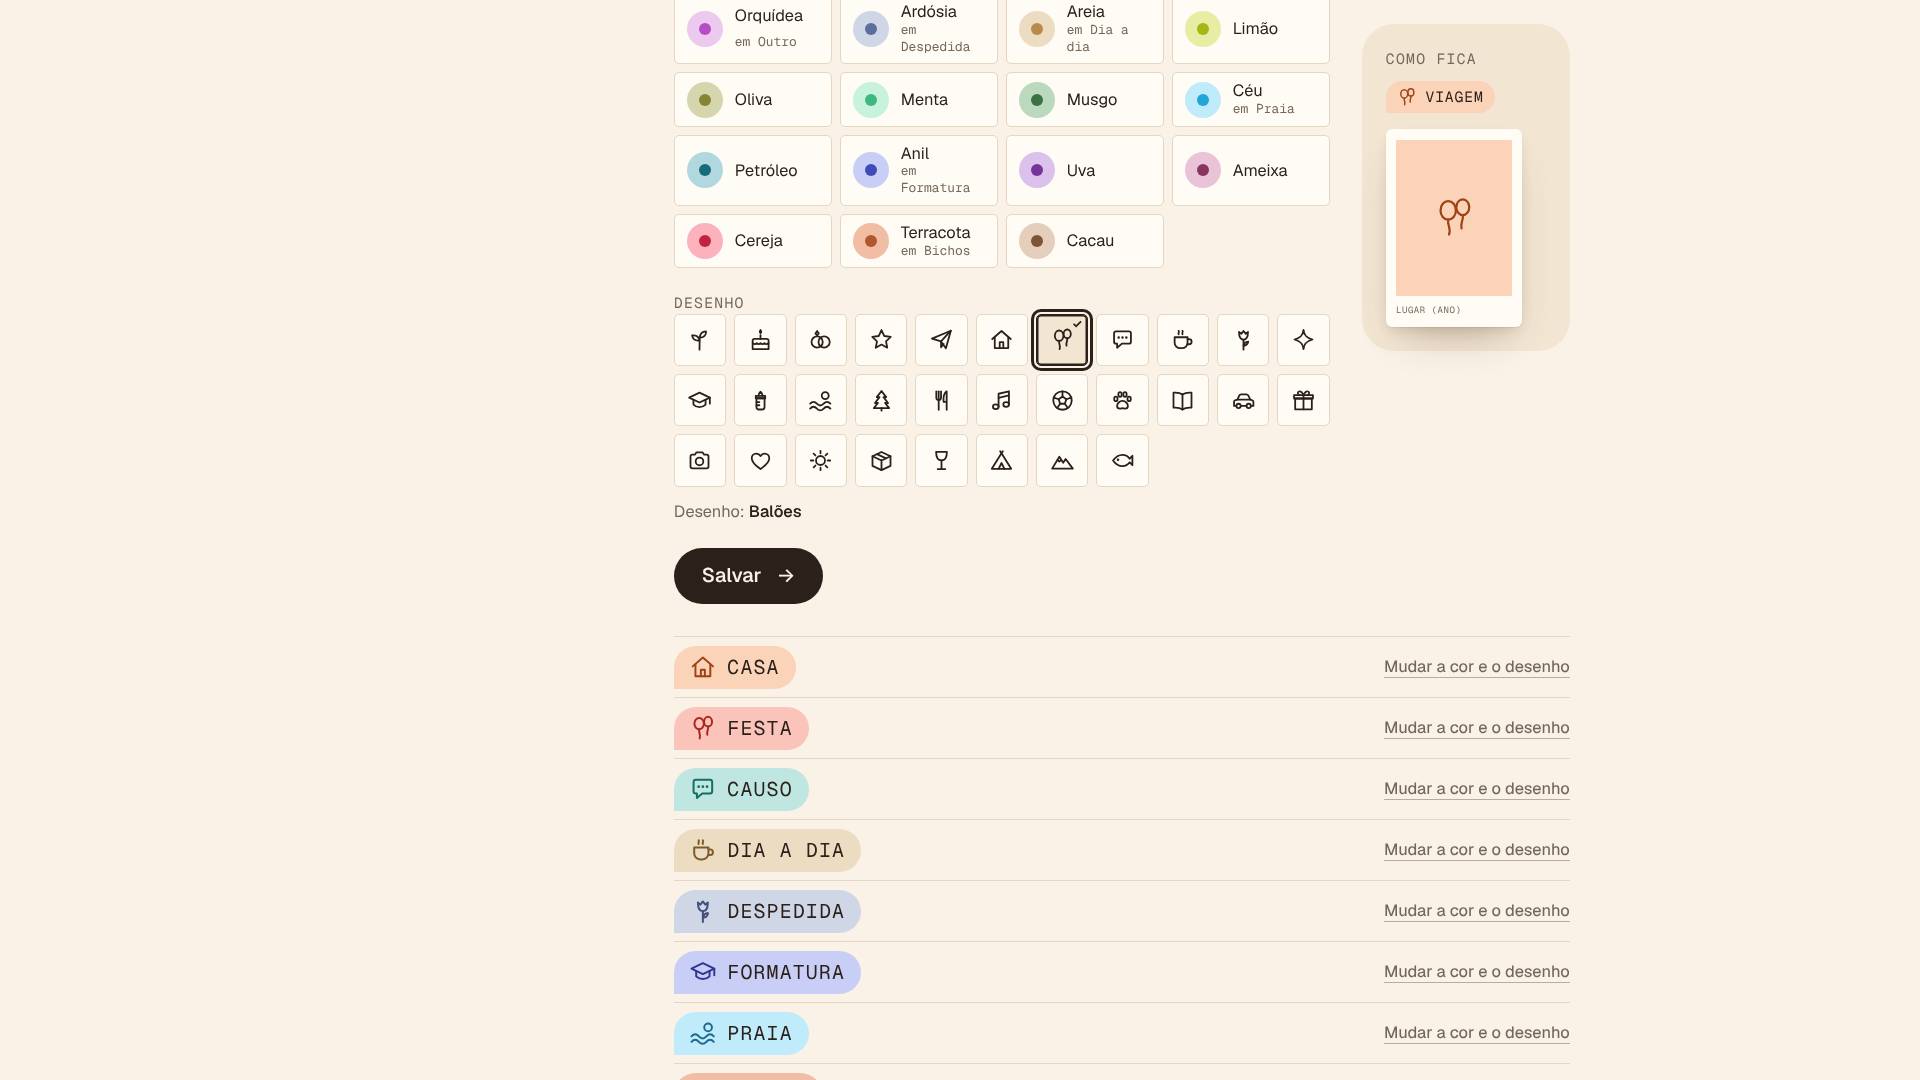 Orquídea
em Outro
Ardósia
em
Despedida
Areia
em Dia a
dia
Limão
Oliva
Menta
Musgo
Céu
em Praia
Petróleo
Anil
em
Formatura
Uva
Ameixa
Cereja
Terracota
em Bichos
Cacau
COMO FICA
VIAGEM
LUGAR (ANO)
DESENHO
Desenho: Balões
Salvar →
CASA
Mudar a cor e o desenho
FESTA
Mudar a cor e o desenho
CAUSO
Mudar a cor e o desenho
DIA A DIA
Mudar a cor e o desenho
DESPEDIDA
Mudar a cor e o desenho
FORMATURA
Mudar a cor e o desenho
PRAIA
Mudar a cor e o desenho